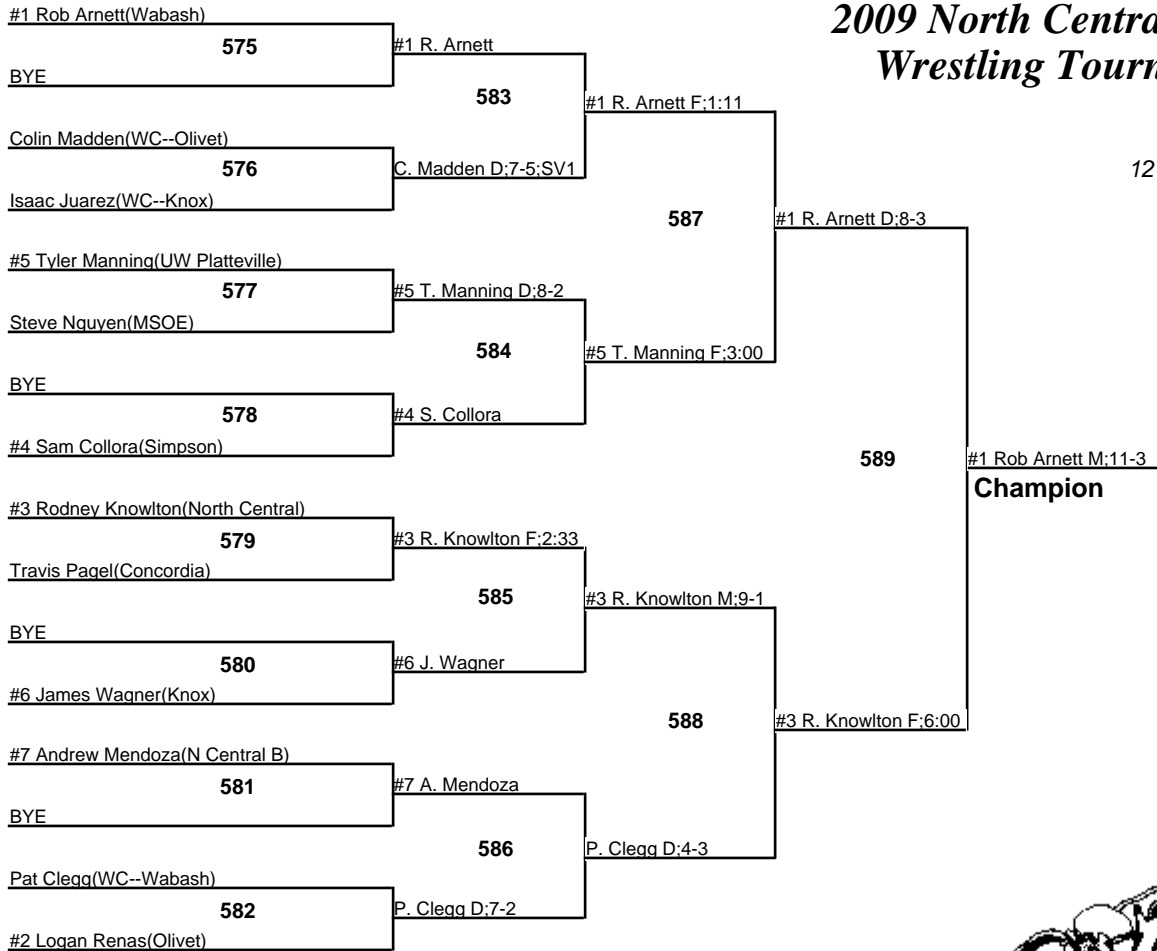 #1 Rob Arnett(Wabash)
2009 North Centra
Wrestling Tourn
575
#1 R. Arnett
BYE
583
#1 R. Arnett F;1:11
Colin Madden(WC--Olivet)
576
C. Madden D;7-5;SV1
12
Isaac Juarez(WC--Knox)
587
#1 R. Arnett D;8-3
#5 Tyler Manning(UW Platteville)
577
#5 T. Manning D;8-2
Steve Nguyen(MSOE)
584
#5 T. Manning F;3:00
BYE
578
#4 S. Collora
#4 Sam Collora(Simpson)
589
#1 Rob Arnett M;11-3
Champion
#3 Rodney Knowlton(North Central)
579
#3 R. Knowlton F;2:33
Travis Pagel(Concordia)
585
#3 R. Knowlton M;9-1
BYE
580
#6 J. Wagner
#6 James Wagner(Knox)
588
#3 R. Knowlton F;6:00
#7 Andrew Mendoza(N Central B)
581
#7 A. Mendoza
BYE
586
P. Clegg D;4-3
Pat Clegg(WC--Wabash)
582
P. Clegg D;7-2
#2 Logan Renas(Olivet)